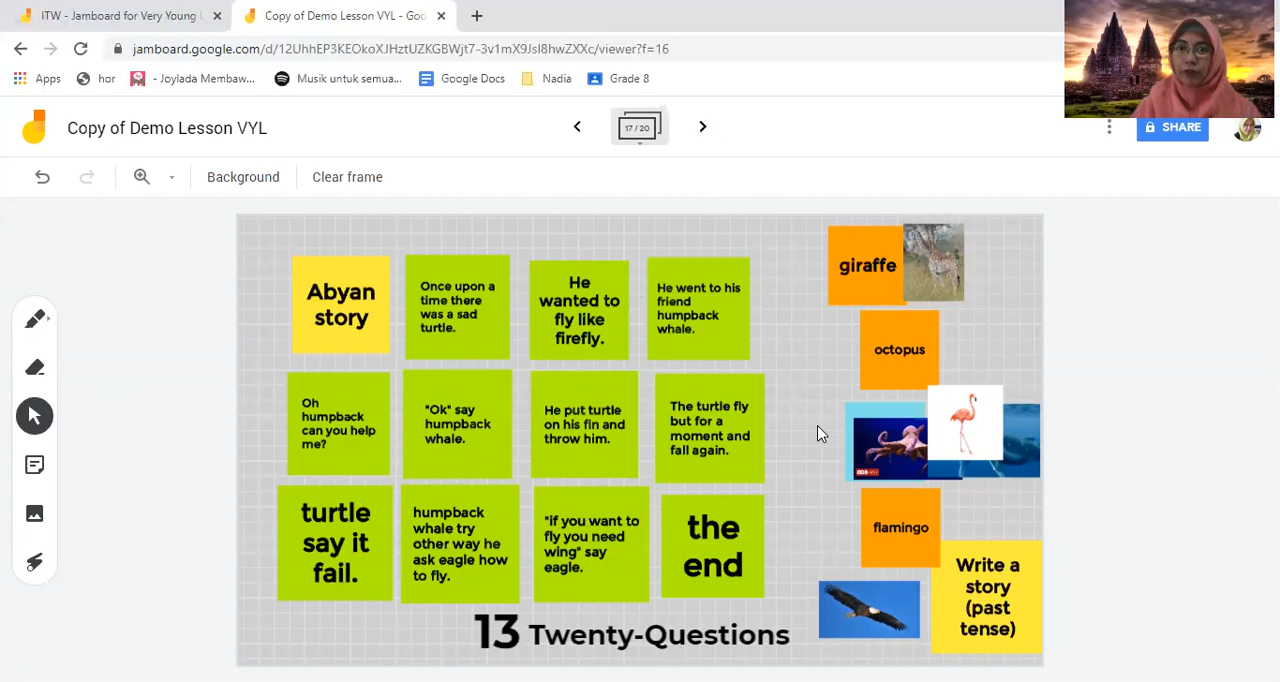 ITW - Jamboard for Very Young
Copy of Demo Lesson VYL - Goo
jamboard.google.com/d/12UhhEP3KEOkoXJHztUZKGBWjt7-3v1mX9JsI8hwZXXc/viewer?f=16
Apps
hor
- Joylada Membaw...
Musik untuk semua...
Google Docs
Nadia
Grade 8
Copy of Demo Lesson VYL
17 / 20
SHARE
Background
Clear frame
Abyan
story
Once upon a
time there
was a sad
turtle.
He
wanted to
fly like
firefly.
He went to his
friend
humpback
whale.
Oh
humpback
can you help
me?
"Ok" say
humpback
whale.
He put turtle
on his fin and
throw him.
The turtle fly
but for a
moment and
fall again.
turtle
say it
fail.
humpback
whale try
other way he
ask eagle how
to fly.
"if you want to
fly you need
wing" say
eagle.
the
end
giraffe
octopus
flamingo
Write a
story
(past
tense)
13 Twenty-Questions